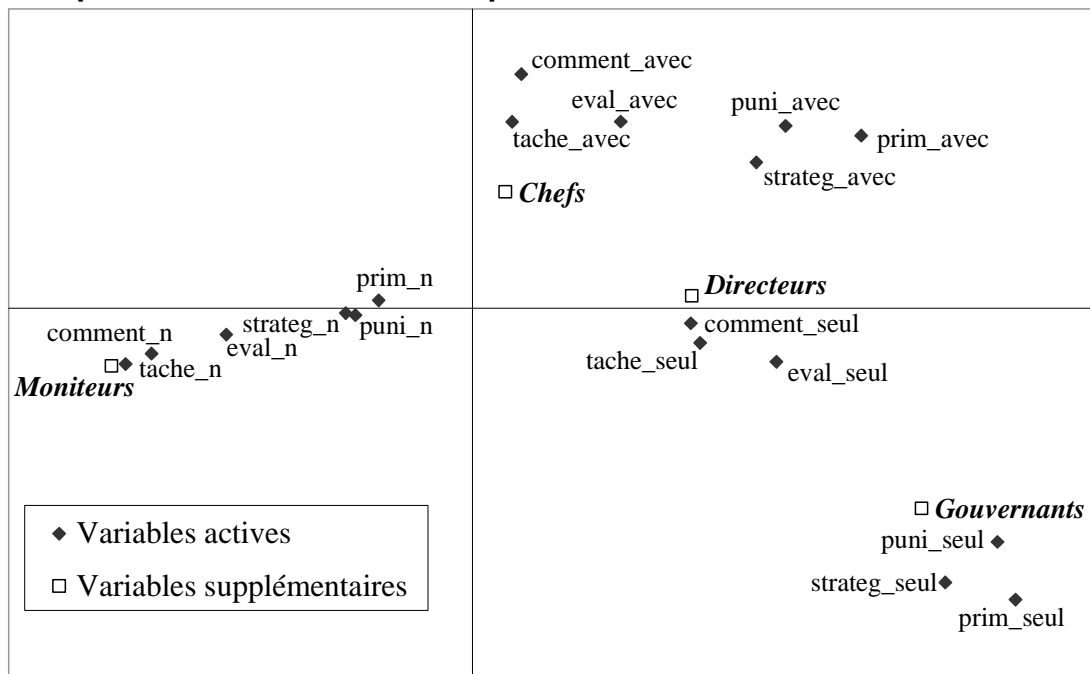 comment_avec
eval_avec
puni_avec
tache_avec
prim_avec
strateg_avec
Chefs
prim_n
Directeurs
comment_n
strateg_n
puni_n
comment_seul
eval_n
tache_seul
tache_n
eval_seul
Moniteurs
Gouvernants
Variables actives
puni_seul
Variables supplémentaires
strateg_seul
prim_seul